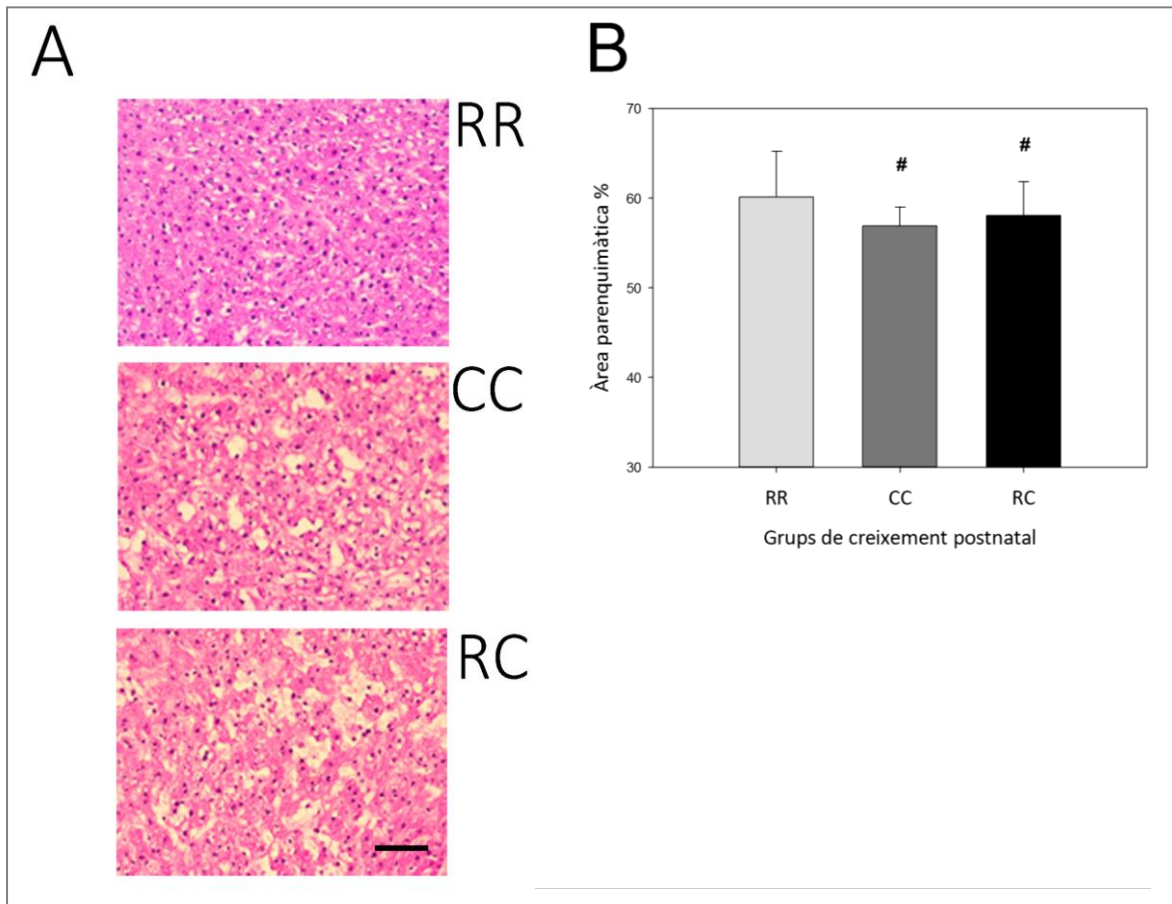 A
RR
CC
RC
B
Àrea parenquimàtica %
70
60
50
40
30
#
#
RR
CC
RC
Grups de creixement postnatal